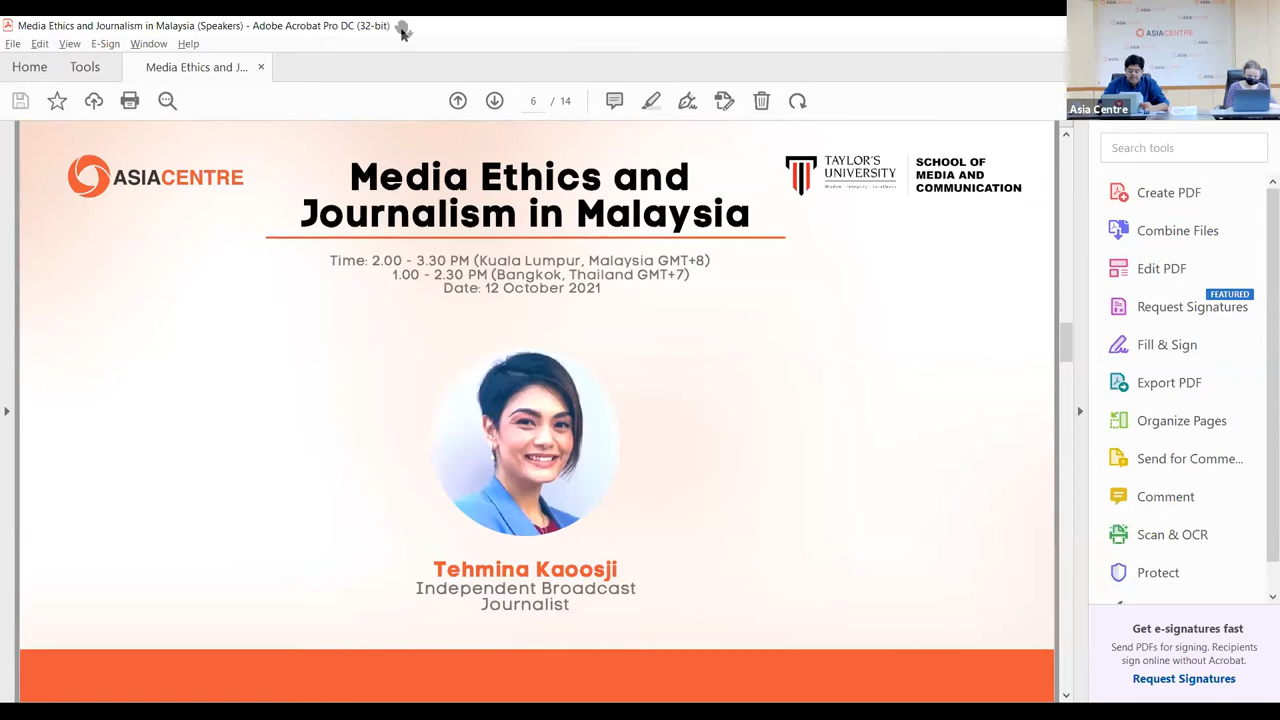 Media Ethics and Journalism in Malaysia (Speakers) - Adobe Acrobat Pro DC (32-bit)
File Edit View E-Sign Window Help
Home Tools Media Ethics and J... ×
6 / 14
ASIACENTRE
Asia Centre
ASIACENTRE
Media Ethics and
Journalism in Malaysia
TAYLOR'S
UNIVERSITY
Wisdom · Integrity · Excellence
SCHOOL OF
MEDIA AND
COMMUNICATION
Time: 2.00 - 3.30 PM (Kuala Lumpur, Malaysia GMT+8)
1.00 - 2.30 PM (Bangkok, Thailand GMT+7)
Date: 12 October 2021
Tehmina Kaoosji
Independent Broadcast
Journalist
Search tools
Create PDF
Combine Files
Edit PDF
FEATURED
Request Signatures
Fill & Sign
Export PDF
Organize Pages
Send for Comme...
Comment
Scan & OCR
Protect
Get e-signatures fast
Send PDFs for signing. Recipients
sign online without Acrobat.
Request Signatures